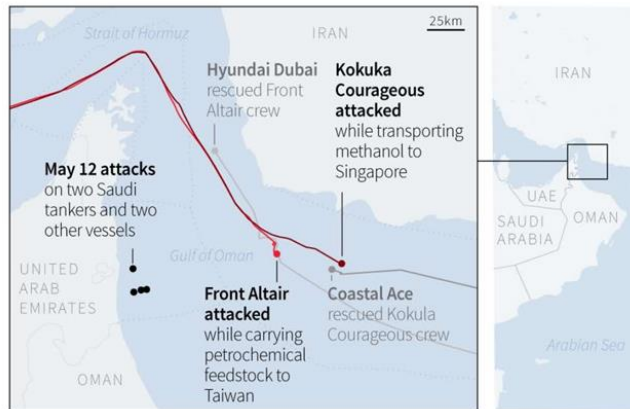 Strait of Hormuz
IRAN
25km
Hyundai Dubai
rescued Front
Altair crew
Kokuka
Courageous
attacked
while transporting
methanol to
Singapore
May 12 attacks
on two Saudi
tankers and two
other vessels
Gulf of Oman
UNITED
ARAB
EMIRATES
Front Altair
attacked
while carrying
petrochemical
feedstock to
Taiwan
Coastal Ace
rescued Kokula
Courageous crew
OMAN
IRAN
UAE
OMAN
SAUDI
ARABIA
Arabian Sea